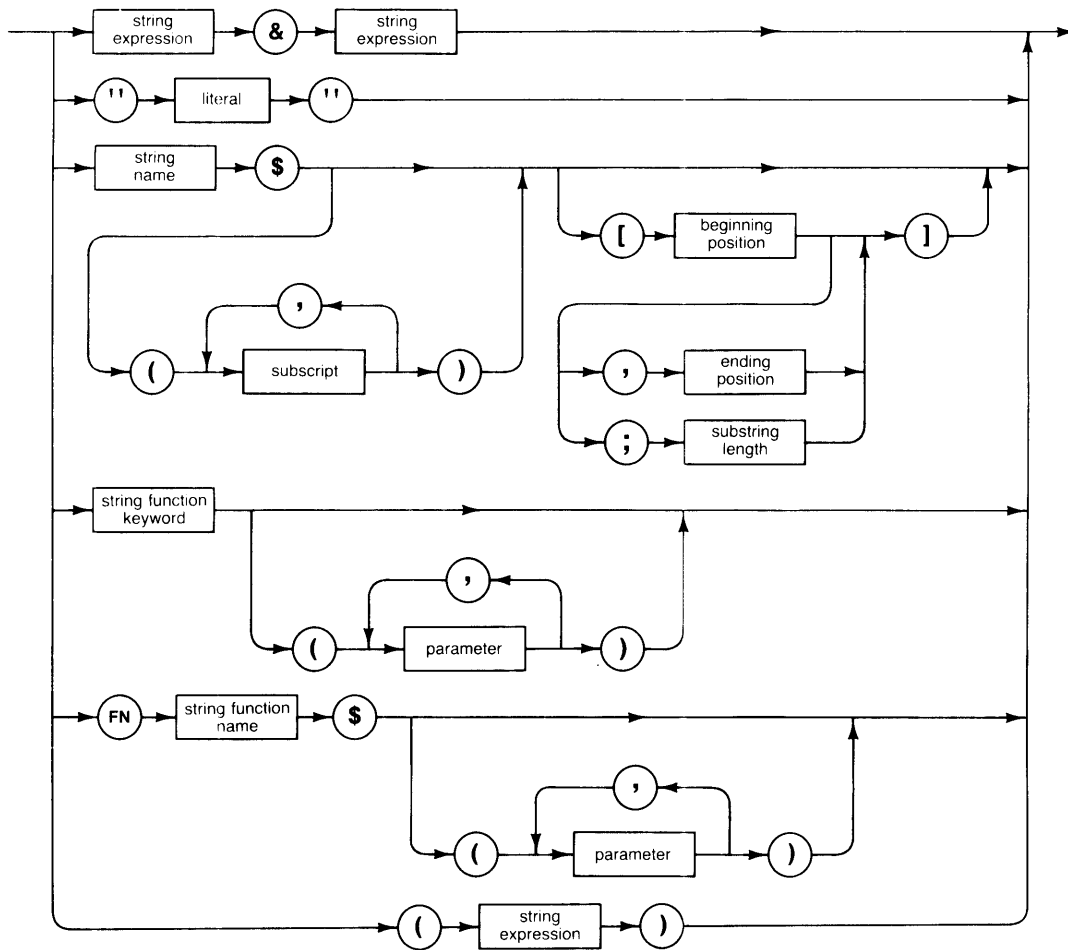 string expression & string expression
" literal "
string name $
[ beginning position ]
,
( subscript )
, ending position
; substring length
string function keyword
,
( parameter )
FN string function name $
,
( parameter )
( string expression )